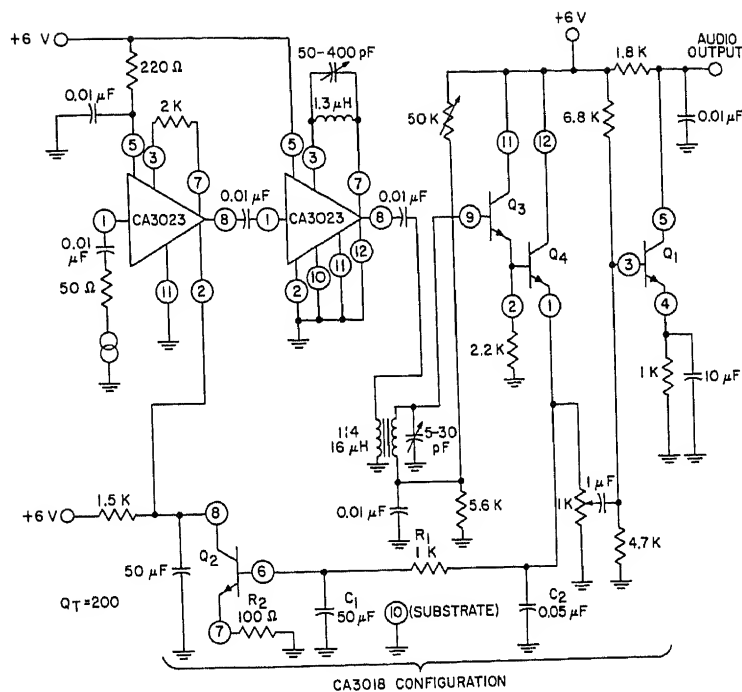 +6 V
220 Ω
0.01 μF
2 K
5
3
7
1
CA3023
8
0.01 μF
50 Ω
11
2
0.01 μF
50-400 pF
1.3 μH
5
3
7
1
CA3023
8
0.01 μF
2
10
11
12
+6 V
1.8 K
AUDIO OUTPUT
50 K
6.8 K
0.01 μF
11
12
9
Q3
Q4
2
1
2.2 K
5
3
Q1
4
1 K
10 μF
1:4
16 μH
5-30 pF
0.01 μF
5.6 K
1 μF
1K
4.7 K
+6 V
1.5 K
8
50 μF
Q2
6
R1
1 K
QT=200
R2
100 Ω
7
C1
50 μF
10
(SUBSTRATE)
C2
0.05 μF
CA3018 CONFIGURATION